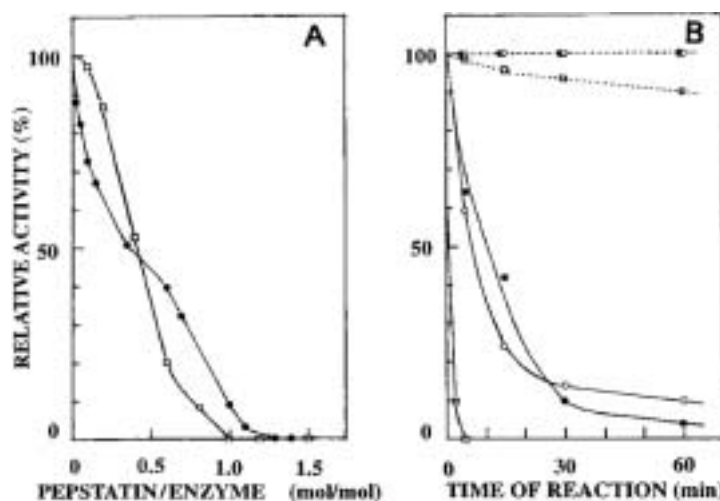 A
B
RELATIVE ACTIVITY (%)
100
50
0
0
0.5
1.0
1.5
PEPSTATIN/ENZYME (mol/mol)
100
50
0
0
30
60
TIME OF REACTION (min)